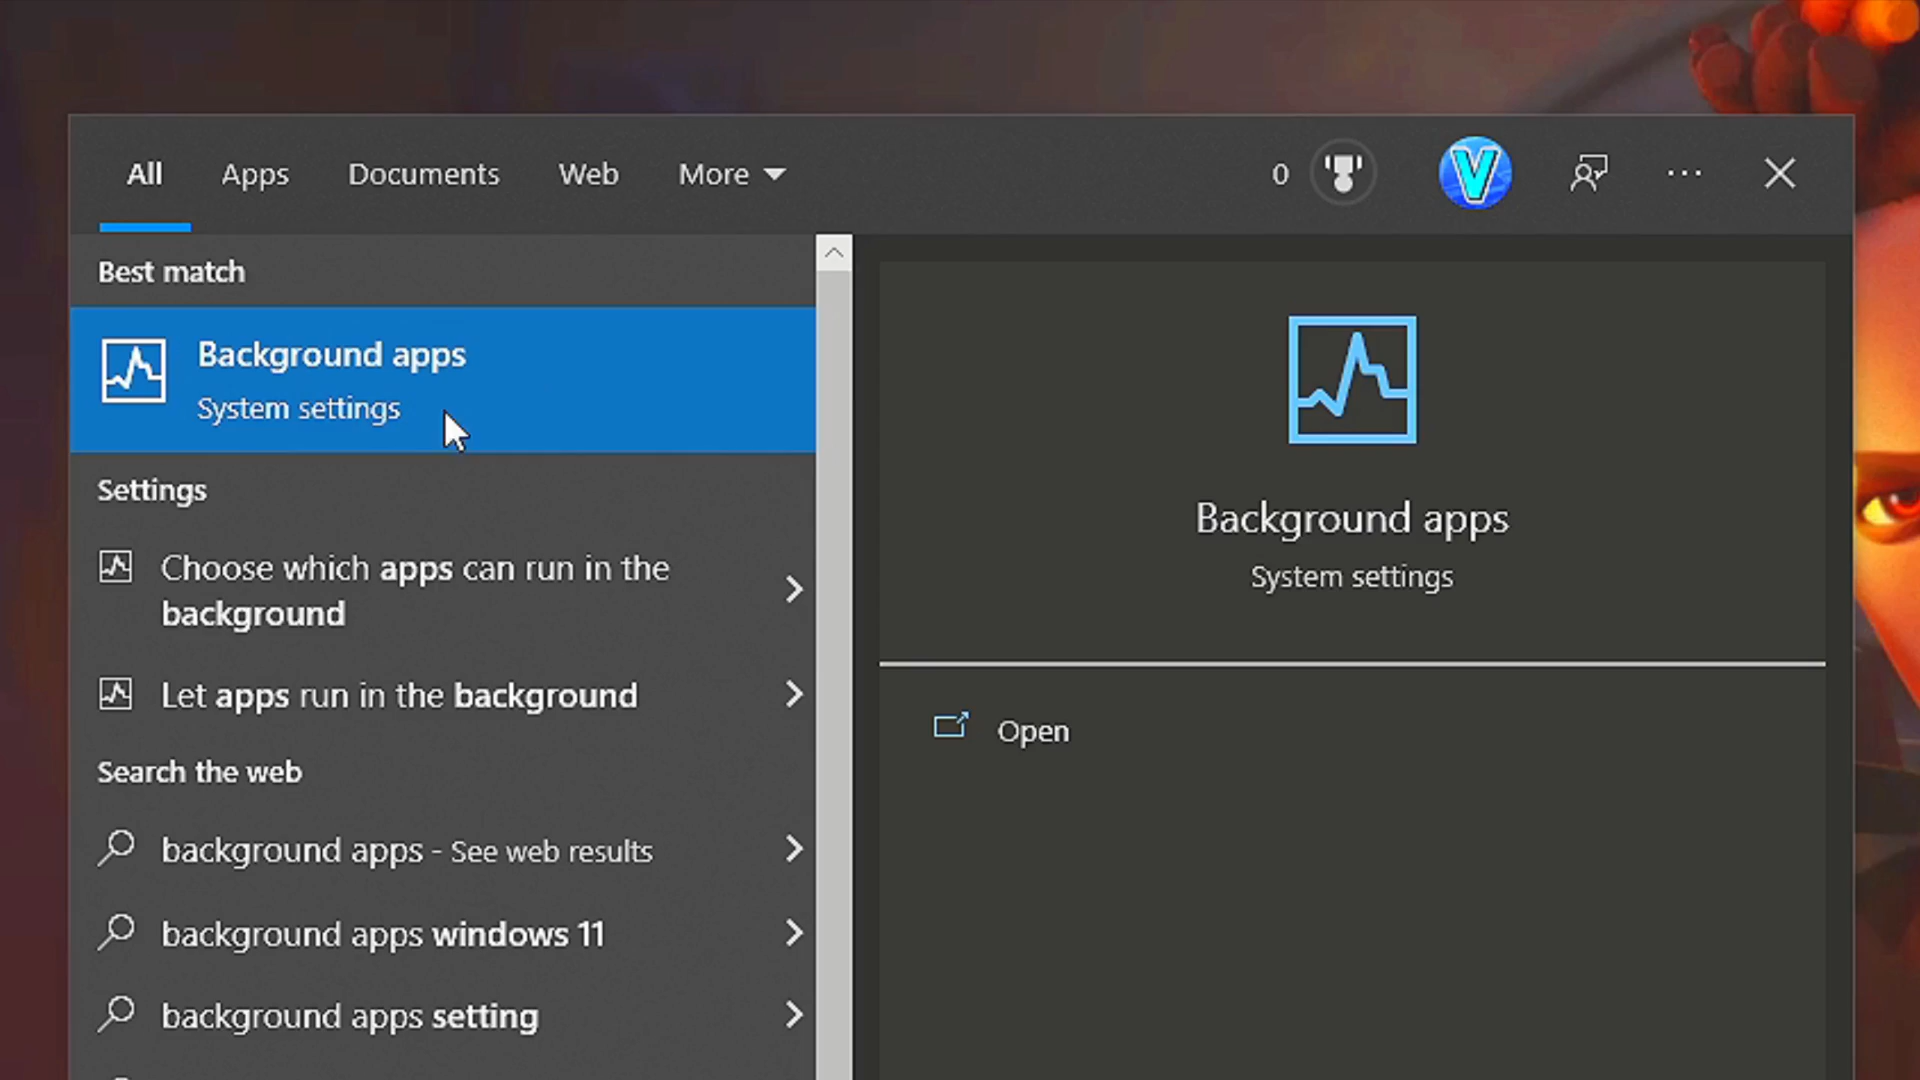 All Apps Documents Web More 0 V
Best match
Background apps
System settings
Settings
Choose which apps can run in the
background
Let apps run in the background
Search the web
background apps - See web results
background apps windows 11
background apps setting
Background apps
System settings
Open